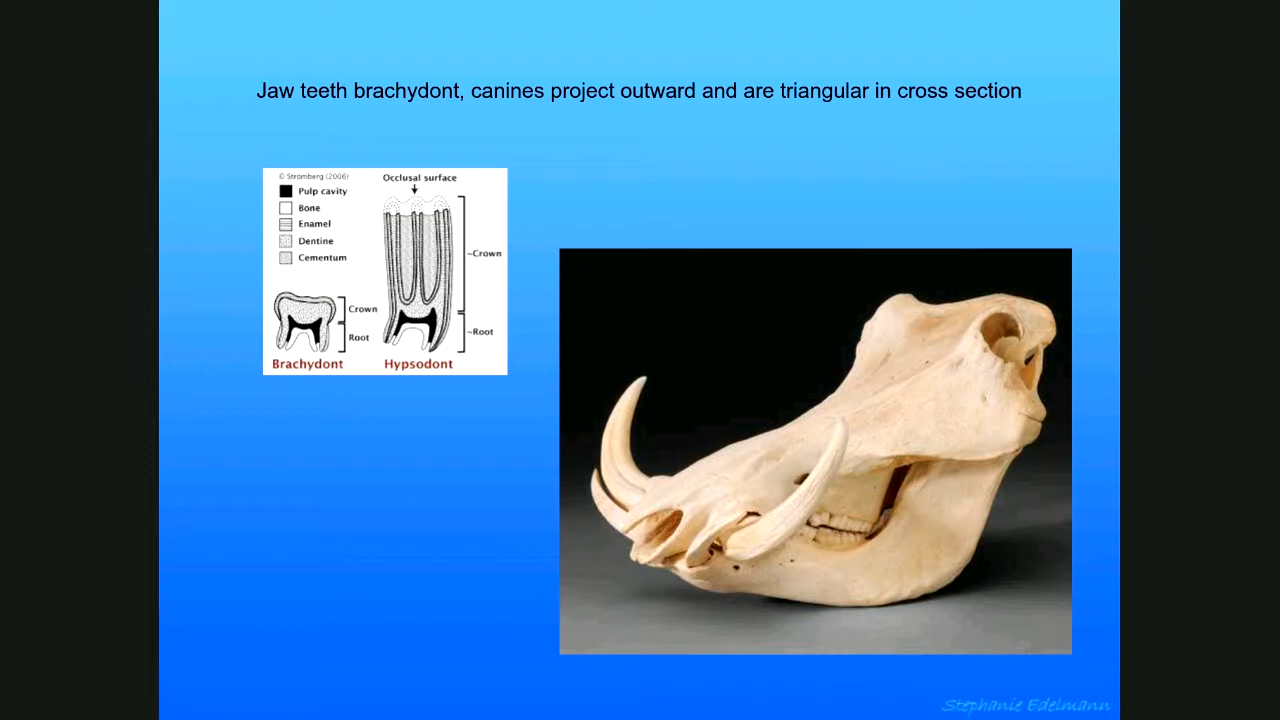 Jaw teeth brachydont, canines project outward and are triangular in cross section
© Stromberg (2006)
Pulp cavity
Bone
Enamel
Dentine
Cementum
Occlusal surface
~Crown
~Root
Crown
Root
Brachydont
Hypsodont
Stephanie Edelmann